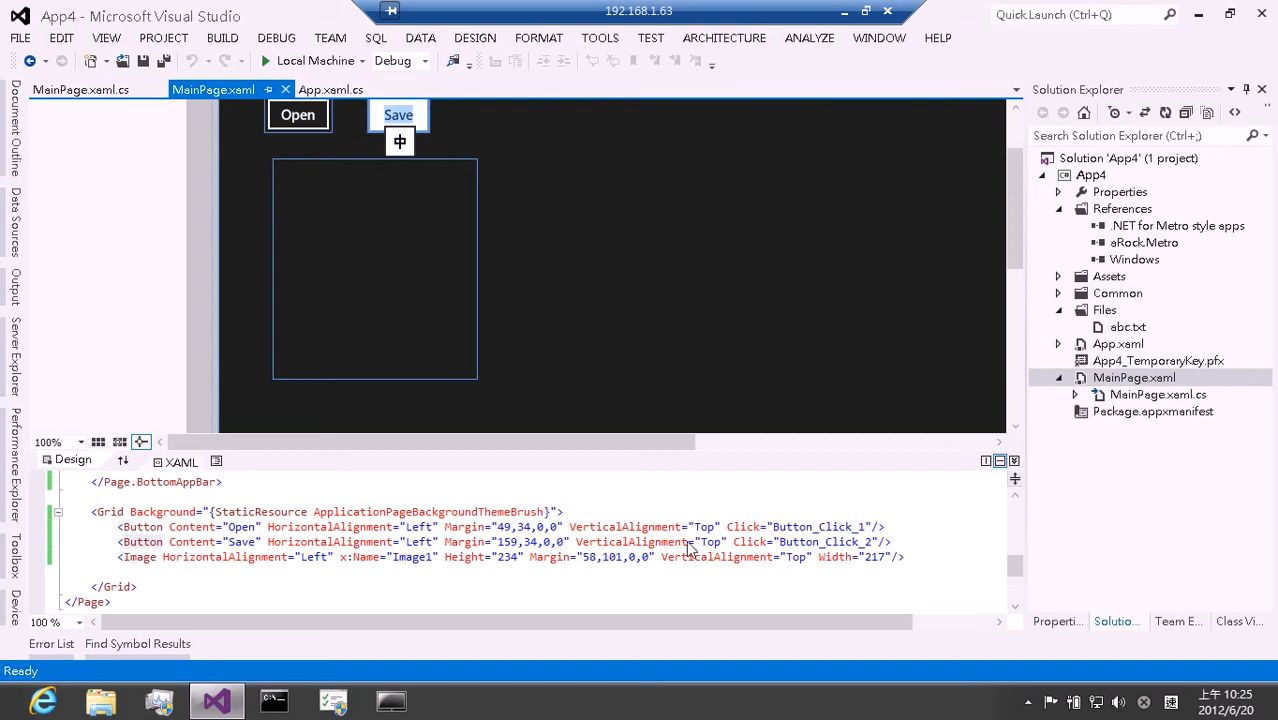 App4 - Microsoft Visual Studio
192.168.1.63
Quick Launch (Ctrl+Q)
FILE EDIT VIEW PROJECT BUILD DEBUG TEAM SQL DATA DESIGN FORMAT TOOLS TEST ARCHITECTURE ANALYZE WINDOW HELP
Local Machine Debug
MainPage.xaml.cs MainPage.xaml App.xaml.cs
Solution Explorer
Search Solution Explorer (Ctrl+;)
Open Save
中
Document Outline
Data Sources
Output
Server Explorer
Performance Explorer
Toolbox
Device
Solution 'App4' (1 project)
App4
Properties
References
.NET for Metro style apps
aRock.Metro
Windows
Assets
Common
Files
abc.txt
App.xaml
App4_TemporaryKey.pfx
MainPage.xaml
MainPage.xaml.cs
Package.appxmanifest
100%
Design XAML
</Page.BottomAppBar>
<Grid Background="{StaticResource ApplicationPageBackgroundThemeBrush}">
<Button Content="Open" HorizontalAlignment="Left" Margin="49,34,0,0" VerticalAlignment="Top" Click="Button_Click_1"/>
<Button Content="Save" HorizontalAlignment="Left" Margin="159,34,0,0" VerticalAlignment="Top" Click="Button_Click_2"/>
<Image HorizontalAlignment="Left" x:Name="Image1" Height="234" Margin="58,101,0,0" VerticalAlignment="Top" Width="217"/>
</Grid>
</Page>
100 %
Properti... Solutio... Team E... Class Vi...
Error List Find Symbol Results
Ready
上午 10:25
2012/6/20